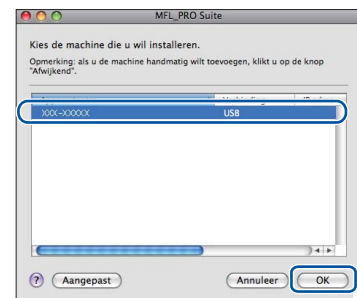 MFL_PRO Suite
Kies de machine die u wil installeren.
Opmerking: als u de machine handmatig wilt
toevoegen, klikt u op de knop
"Afwijkend".
XXX-XXXXX USB
? Aangepast Annuleer OK